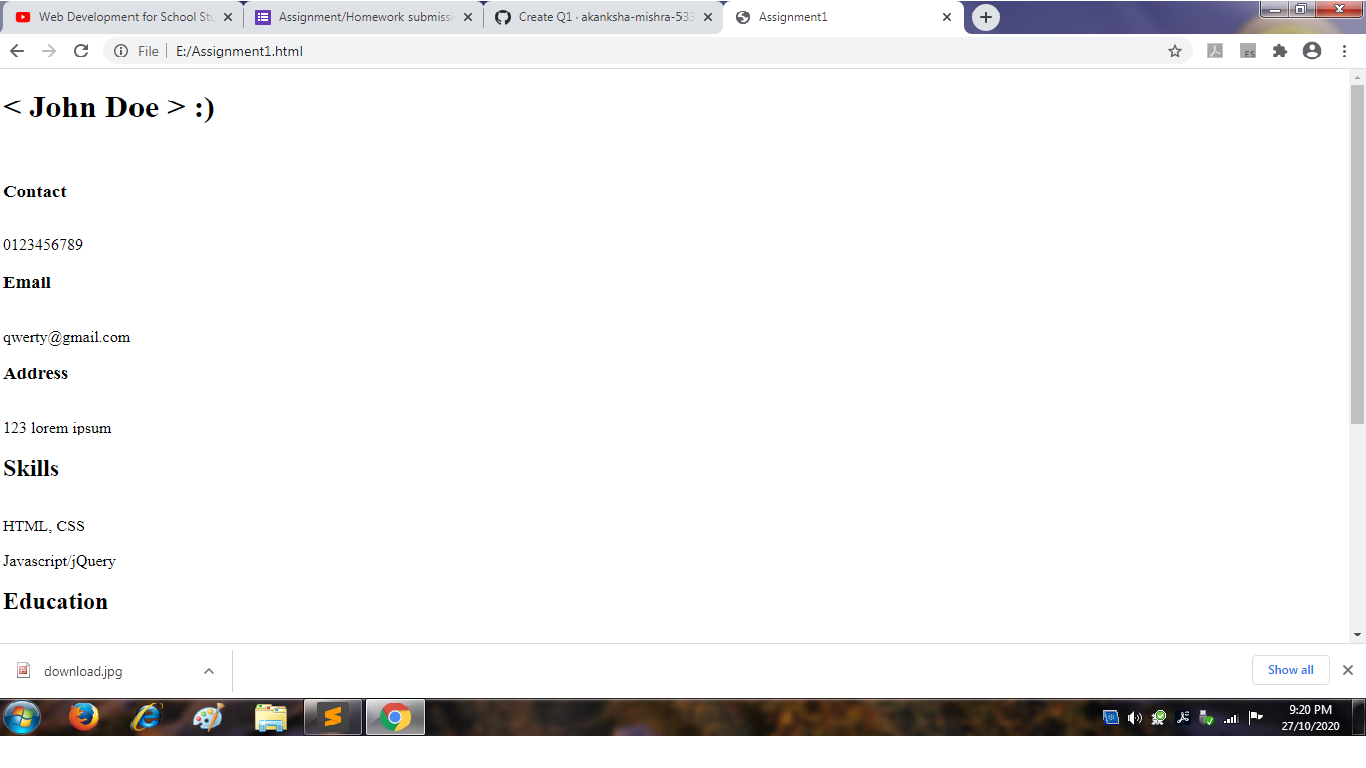 Web Development for School Stu
Assignment/Homework submissi
Create Q1 · akanksha-mishra-533
Assignment1
File
E:/Assignment1.html
ES
< John Doe > :)
Contact
0123456789
Email
qwerty@gmail.com
Address
123 lorem ipsum
Skills
HTML, CSS
Javascript/jQuery
Education
download.jpg
Show all
9:20 PM
27/10/2020